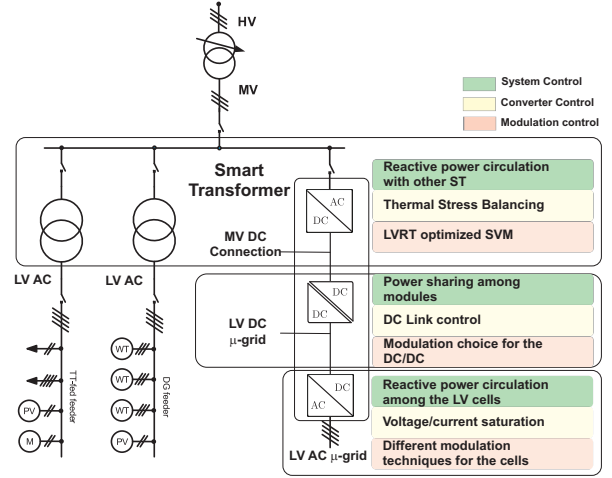 HV
MV
System Control
Converter Control
Modulation control
Smart
Transformer
Reactive power circulation
with other ST
Thermal Stress Balancing
LVRT optimized SVM
AC
DC
MV DC
Connection
LV AC
LV AC
Power sharing among
modules
DC Link control
Modulation choice for the
DC/DC
DC
DC
LV DC
µ-grid
TT-fed feeder
PV
M
DG feeder
WT
WT
WT
PV
DC
AC
LV AC µ-grid
Reactive power circulation
among the LV cells
Voltage/current saturation
Different modulation
techniques for the cells